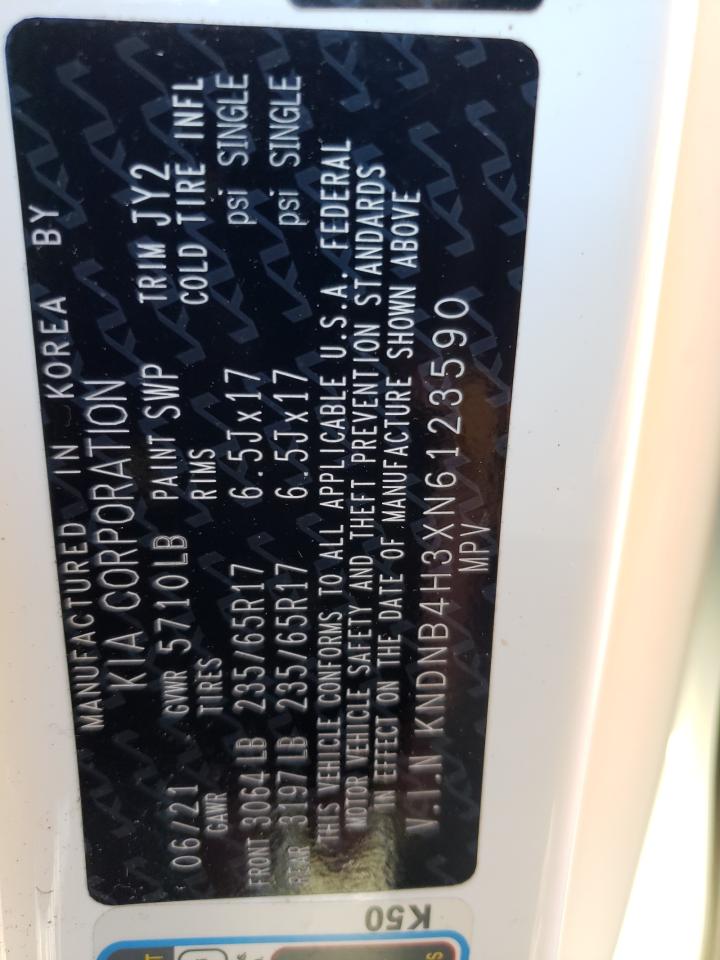 MANUFACTURED IN KOREA BY
KIA CORPORATION
06/21 GVWR 5710LB PAINT SWP TRIM JY2
GAWR TIRES RIMS COLD TIRE INFL
FRONT 3064LB 235/65R17 6.5Jx17 psi SINGLE
REAR 3197LB 235/65R17 6.5Jx17 psi SINGLE
THIS VEHICLE CONFORMS TO ALL APPLICABLE U.S.A. FEDERAL
MOTOR VEHICLE SAFETY AND THEFT PREVENTION STANDARDS
IN EFFECT ON THE DATE OF MANUFACTURE SHOWN ABOVE
V.I.N KNDNB4H3XN6123590
MPV
K50